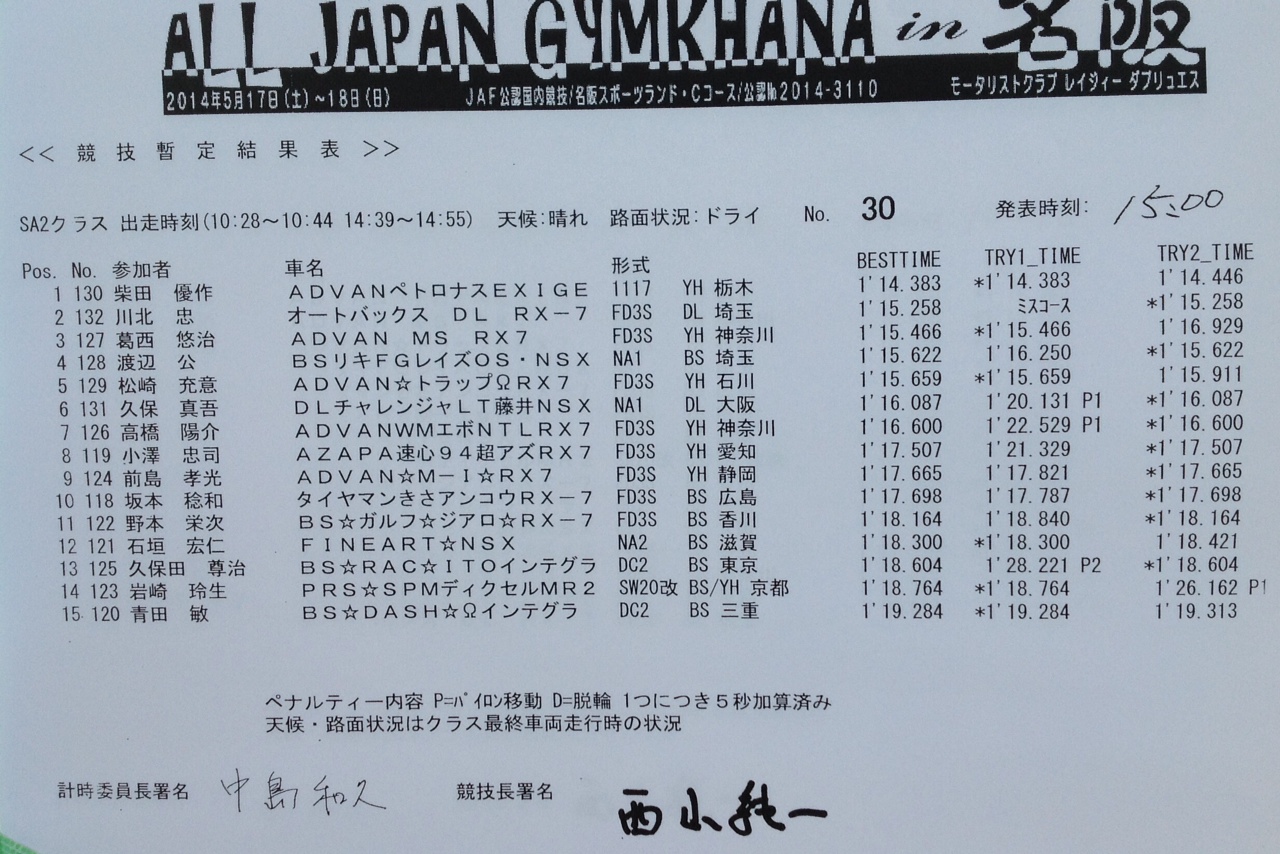 ALL JAPAN GYMKHANA in 名阪
2014年5月17日(土)～18日(日) JAF公認国内競技/名阪スポーツランド・Cコース/公認No.2014-3110 モータリストクラブ レイジィー ダブリュエス
<< 競 技 暫 定 結 果 表 >>
SA2クラス 出走時刻(10:28～10:44 14:39～14:55) 天候:晴れ 路面状況:ドライ No. 30 発表時刻: 15:00
Pos. No. 参加者 車名 形式 BESTTIME TRY1_TIME TRY2_TIME
1 130 柴田 優作 ADVANペトロナスEXIGE 1117 YH 栃木 1'14.383 *1'14.383 1'14.446
2 132 川北 忠 オートバックス DL RX-7 FD3S DL 埼玉 1'15.258 ミスコース *1'15.258
3 127 葛西 悠治 ADVAN MS RX7 FD3S YH 神奈川 1'15.466 *1'15.466 1'16.929
4 128 渡辺 公 BSリキFGレイズOS・NSX NA1 BS 埼玉 1'15.622 1'16.250 *1'15.622
5 129 松崎 充意 ADVAN☆トラップΩRX7 FD3S YH 石川 1'15.659 *1'15.659 1'15.911
6 131 久保 真吾 DLチャレンジャLT藤井NSX NA1 DL 大阪 1'16.087 1'20.131 P1 *1'16.087
7 126 高橋 陽介 ADVANWMエボNTLRX7 FD3S YH 神奈川 1'16.600 1'22.529 P1 *1'16.600
8 119 小澤 忠司 AZAPA速心94超アズRX7 FD3S YH 愛知 1'17.507 1'21.329 *1'17.507
9 124 前島 孝光 ADVAN☆M-I☆RX7 FD3S YH 静岡 1'17.665 1'17.821 *1'17.665
10 118 坂本 稔和 タイヤマンきさアンコウRX-7 FD3S BS 広島 1'17.698 1'17.787 *1'17.698
11 122 野本 栄次 BS☆ガルフ☆ジアロ☆RX-7 FD3S BS 香川 1'18.164 1'18.840 *1'18.164
12 121 石垣 宏仁 FINEART☆NSX NA2 BS 滋賀 1'18.300 *1'18.300 1'18.421
13 125 久保田 尊治 BS☆RAC☆ITOインテグラ DC2 BS 東京 1'18.604 1'28.221 P2 *1'18.604
14 123 岩崎 玲生 PRS☆SPMディクセルMR2 SW20改 BS/YH 京都 1'18.764 *1'18.764 1'26.162 P1
15 120 青田 敏 BS☆DASH☆Ωインテグラ DC2 BS 三重 1'19.284 *1'19.284 1'19.313
ペナルティー内容 P=ﾊﾟｲﾛﾝ移動 D=脱輪 1つにつき5秒加算済み
天候・路面状況はクラス最終車両走行時の状況
計時委員長署名 中島和久 競技長署名 西小純一